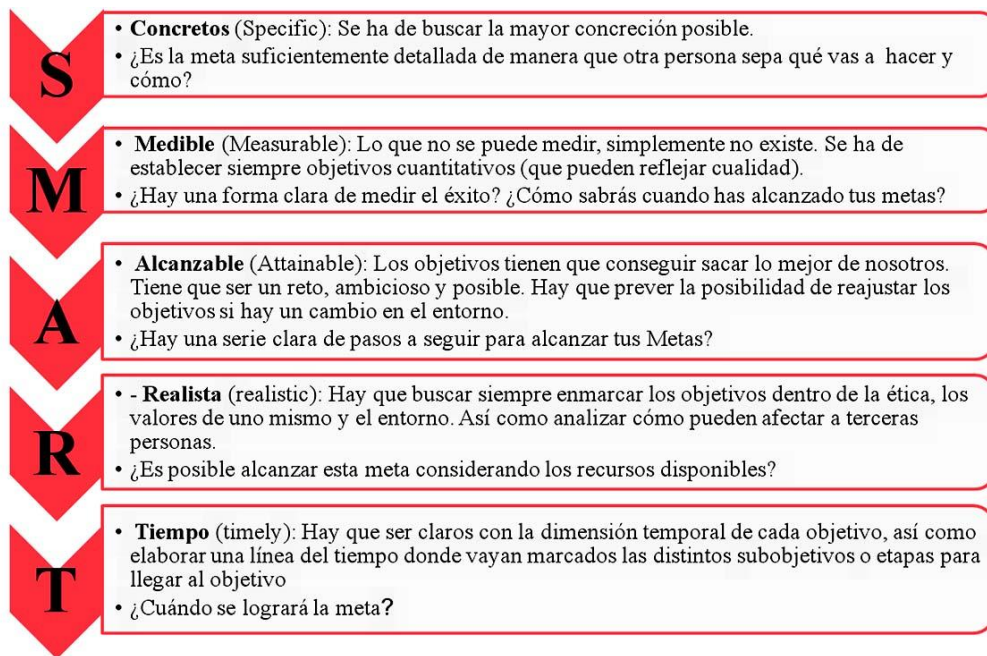 S
• Concretos (Specific): Se ha de buscar la mayor concreción posible.
• ¿Es la meta suficientemente detallada de manera que otra persona sepa qué vas a hacer y
cómo?
M
• Medible (Measurable): Lo que no se puede medir, simplemente no existe. Se ha de
establecer siempre objetivos cuantitativos (que pueden reflejar cualidad).
• ¿Hay una forma clara de medir el éxito? ¿Cómo sabrás cuando has alcanzado tus metas?
A
• Alcanzable (Attainable): Los objetivos tienen que conseguir sacar lo mejor de nosotros.
Tiene que ser un reto, ambicioso y posible. Hay que prever la posibilidad de reajustar los
objetivos si hay un cambio en el entorno.
• ¿Hay una serie clara de pasos a seguir para alcanzar tus Metas?
R
• - Realista (realistic): Hay que buscar siempre enmarcar los objetivos dentro de la ética, los
valores de uno mismo y el entorno. Así como analizar cómo pueden afectar a terceras
personas.
• ¿Es posible alcanzar esta meta considerando los recursos disponibles?
T
• Tiempo (timely): Hay que ser claros con la dimensión temporal de cada objetivo, así como
elaborar una línea del tiempo donde vayan marcados las distintos subobjetivos o etapas para
llegar al objetivo
• ¿Cuándo se logrará la meta?